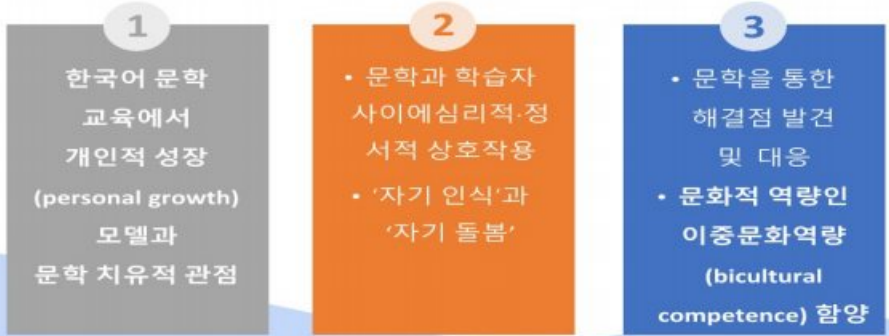 1
한국어 문학
교육에서
개인적 성장
(personal growth)
모델과
문학 치유적 관점
2
• 문학과 학습자
사이에심리적·정
서적 상호작용
• '자기 인식'과
'자기 돌봄'
3
• 문학을 통한
해결점 발견
및 대응
• 문화적 역량인
이중문화역량
(bicultural
competence) 함양